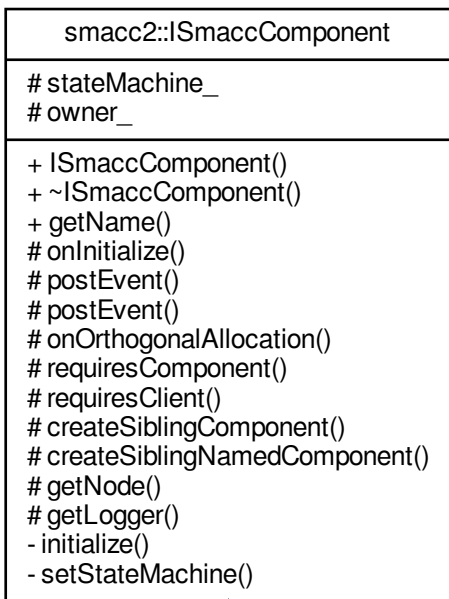 smacc2::ISmaccComponent
# stateMachine_
# owner_
+ ISmaccComponent()
+ ~ISmaccComponent()
+ getName()
# onInitialize()
# postEvent()
# postEvent()
# onOrthogonalAllocation()
# requiresComponent()
# requiresClient()
# createSiblingComponent()
# createSiblingNamedComponent()
# getNode()
# getLogger()
- initialize()
- setStateMachine()